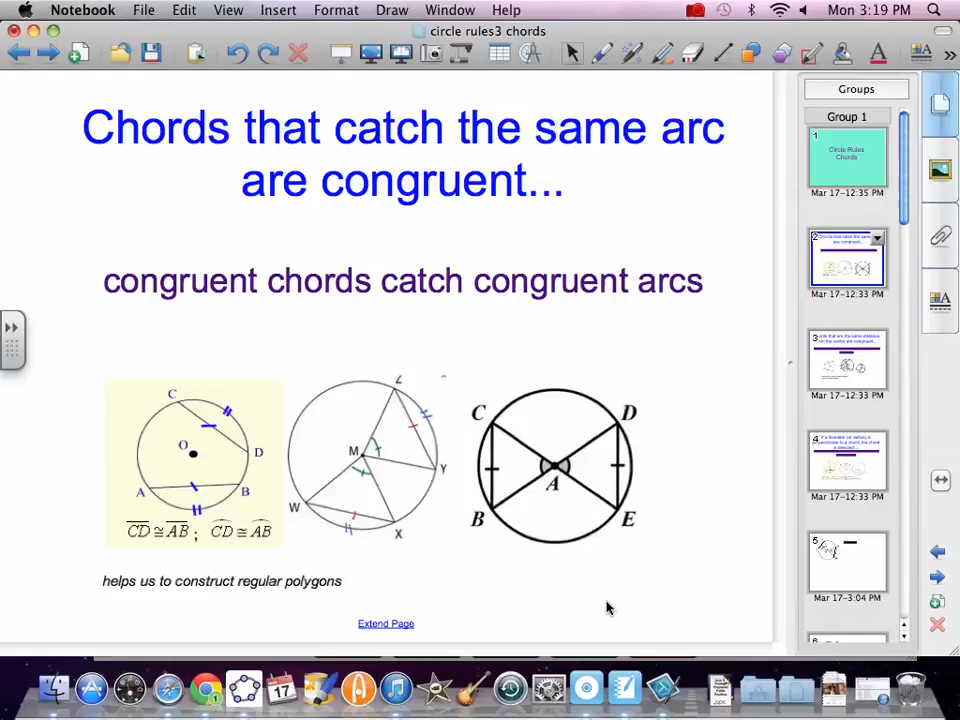 Notebook File Edit View Insert Format Draw Window Help Mon 3:19 PM
circle rules3 chords
Groups
Group 1
1
Circle Rules
Chords
Mar 17-12:35 PM
2
Mar 17-12:33 PM
3
Mar 17-12:33 PM
4
Mar 17-12:33 PM
5
Mar 17-3:04 PM
Chords that catch the same arc
are congruent...
congruent chords catch congruent arcs
C
O
D
A
B
CD ≅ AB ; CD ≅ AB
M
Y
W
X
C
D
A
B
E
helps us to construct regular polygons
Extend Page
17